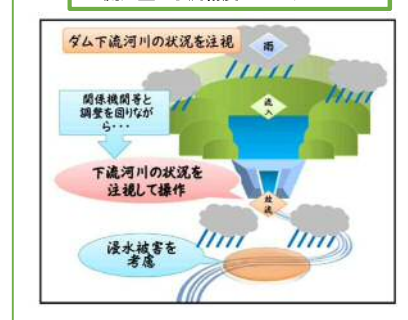 ダム下流河川の状況を注視
雨
関係機関等と
調整を図りなが
ら・・・
流
入
下流河川の状況を
注視して操作
放
流
浸水被害を
考慮